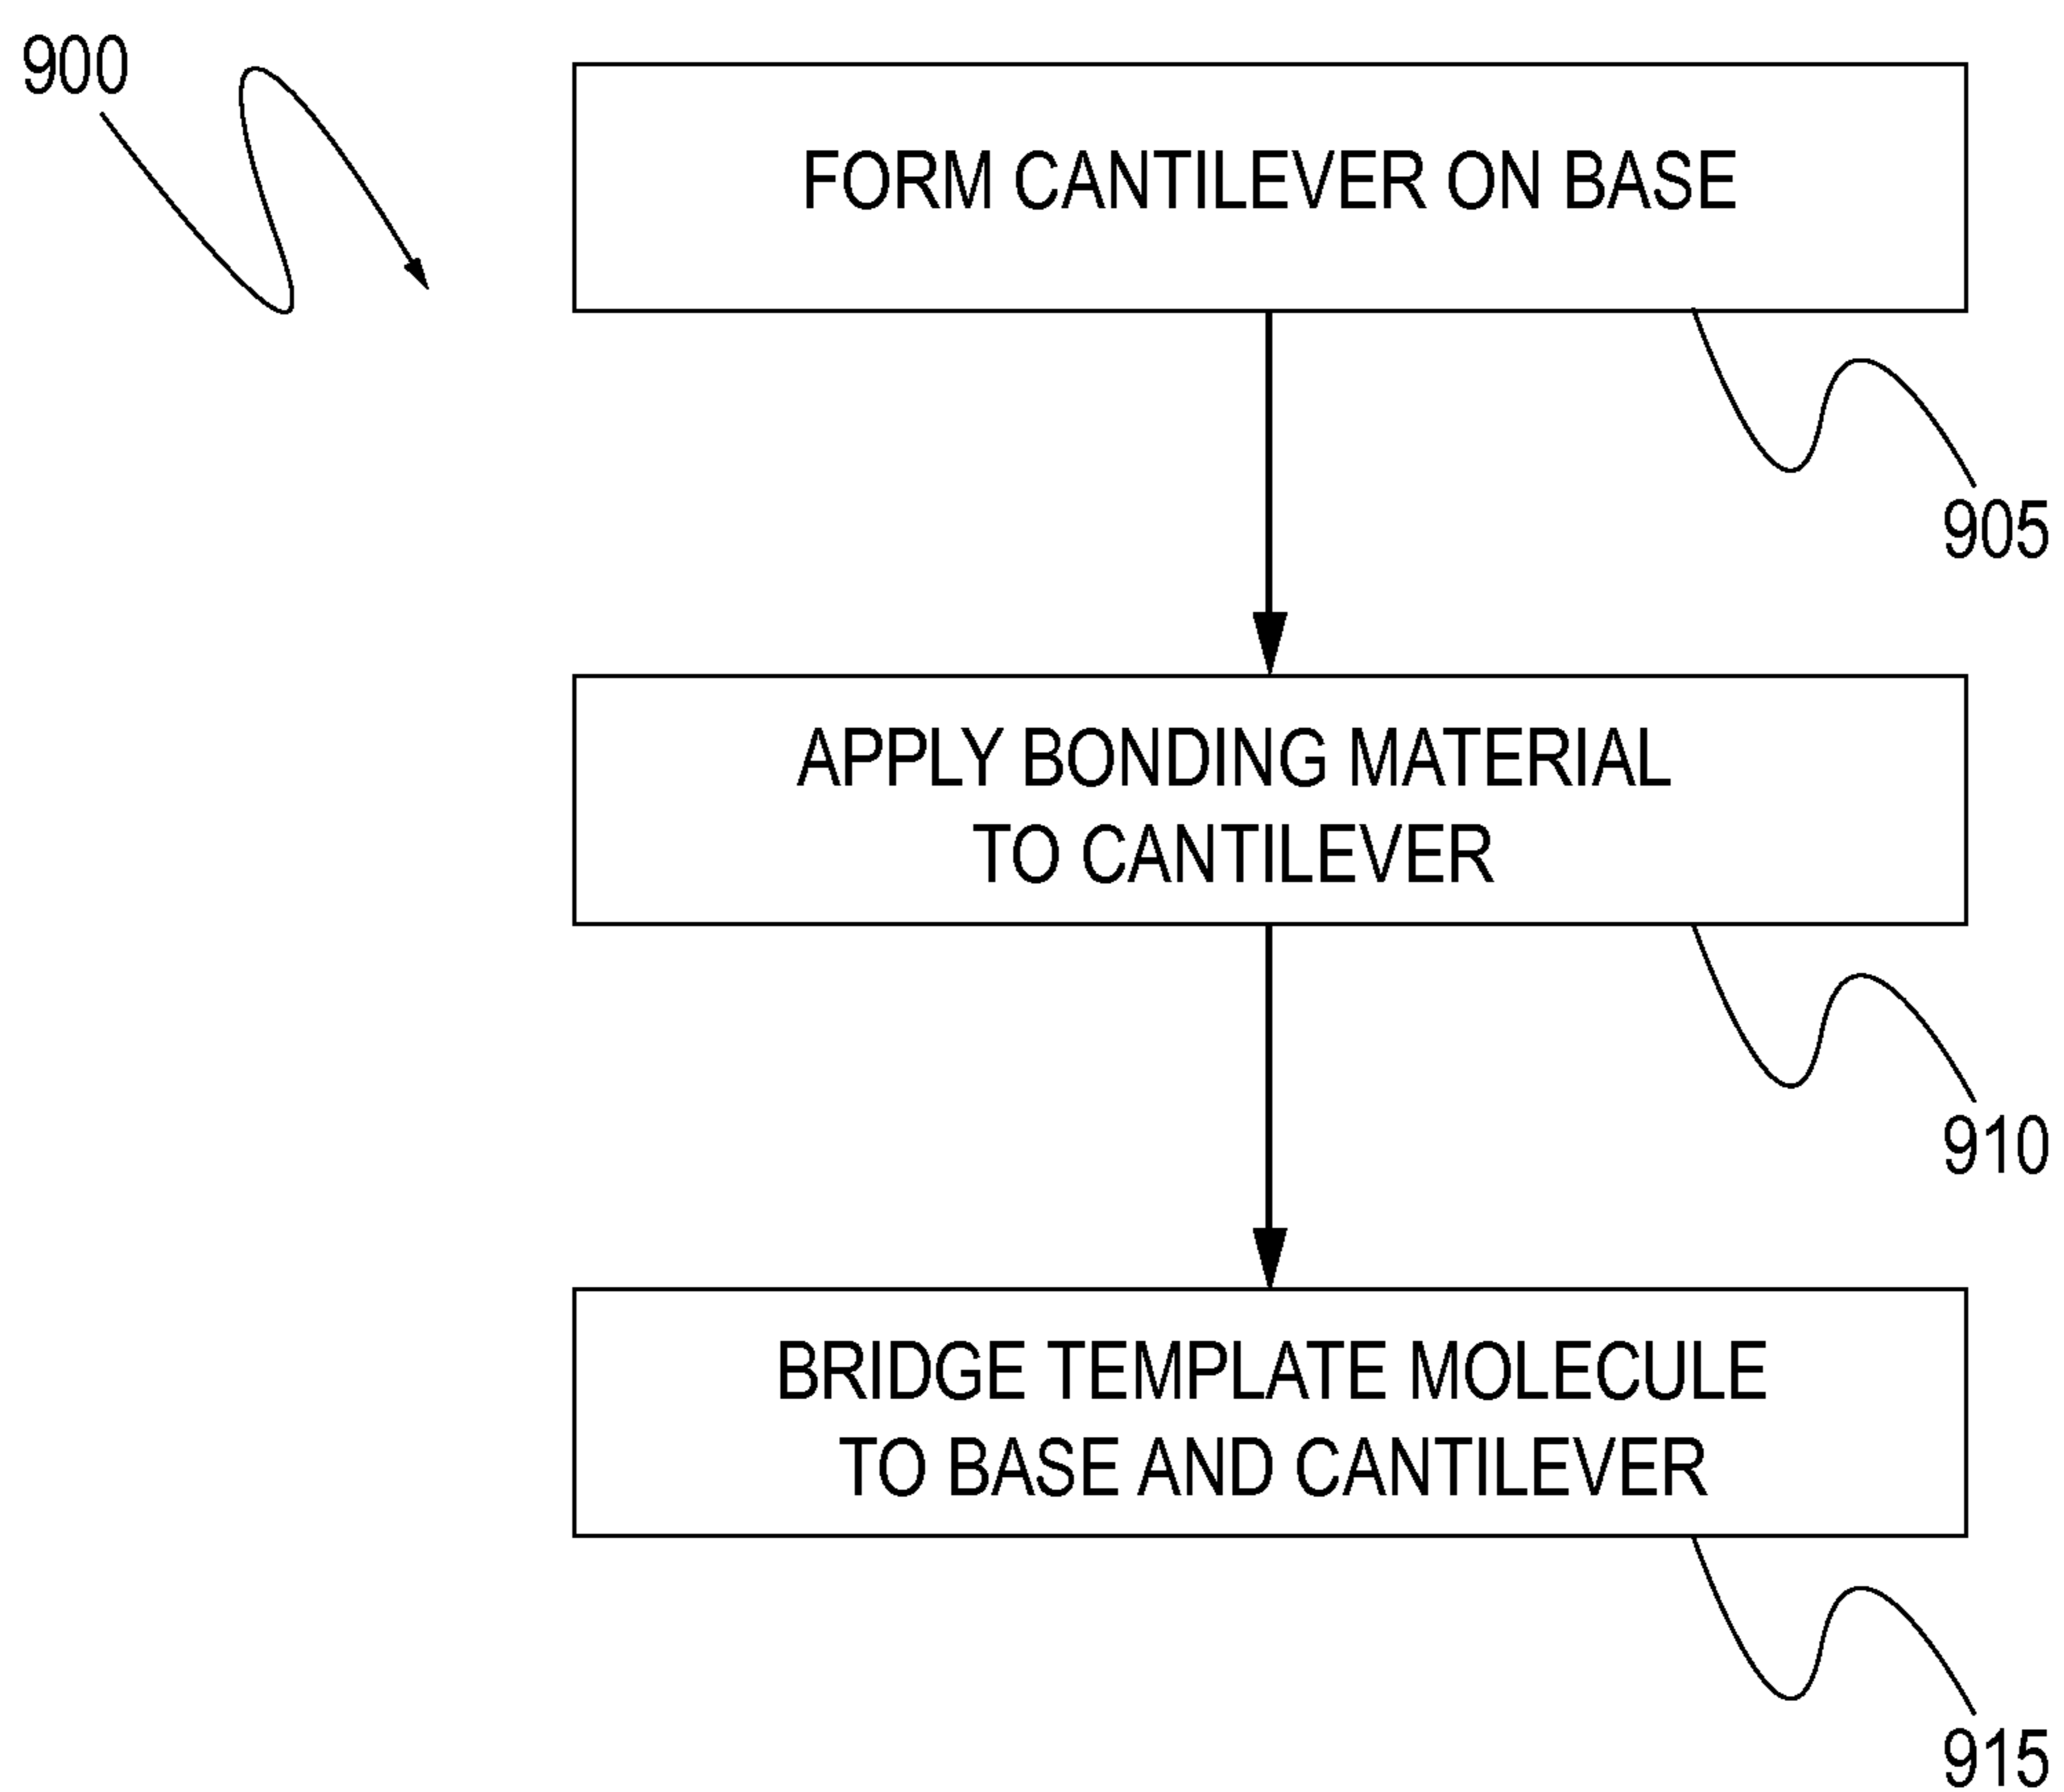 900
FORM CANTILEVER ON BASE
905
APPLY BONDING MATERIAL
TO CANTILEVER
910
BRIDGE TEMPLATE MOLECULE
TO BASE AND CANTILEVER
915